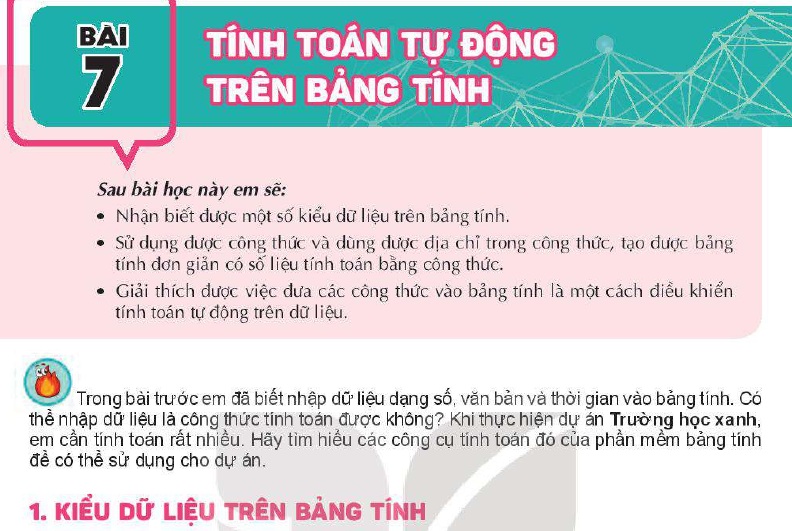 BÀI
7
TÍNH TOÁN TỰ ĐỘNG
TRÊN BẢNG TÍNH
Sau bài học này em sẽ:
• Nhận biết được một số kiểu dữ liệu trên bảng tính.
• Sử dụng được công thức và dùng được địa chỉ trong công thức, tạo được bảng
tính đơn giản có số liệu tính toán bằng công thức.
• Giải thích được việc đưa các công thức vào bảng tính là một cách điều khiển
tính toán tự động trên dữ liệu.
Trong bài trước em đã biết nhập dữ liệu dạng số, văn bản và thời gian vào bảng tính. Có
thể nhập dữ liệu là công thức tính toán được không? Khi thực hiện dự án Trường học xanh,
em cần tính toán rất nhiều. Hãy tìm hiểu các công cụ tính toán đó của phần mềm bảng tính
để có thể sử dụng cho dự án.
1. KIỂU DỮ LIỆU TRÊN BẢNG TÍNH